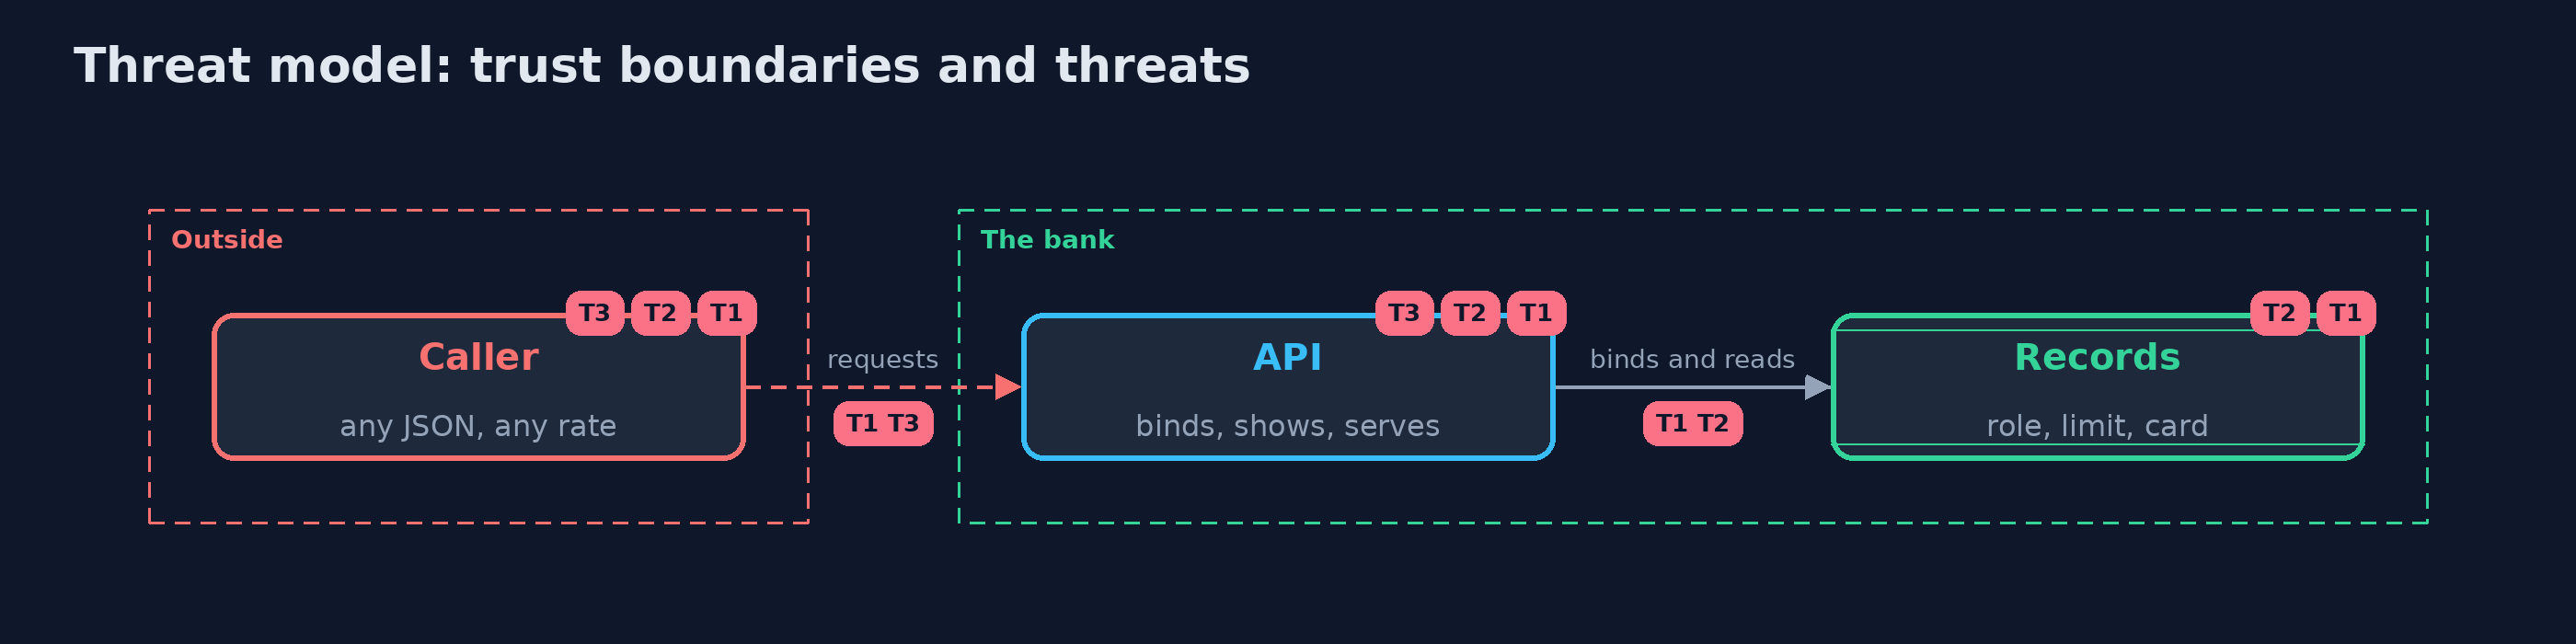 Threat model: trust boundaries and threats
Outside
The bank
T3 T2 T1
Caller
any JSON, any rate
requests
T1 T3
T3 T2 T1
API
binds, shows, serves
binds and reads
T1 T2
T2 T1
Records
role, limit, card